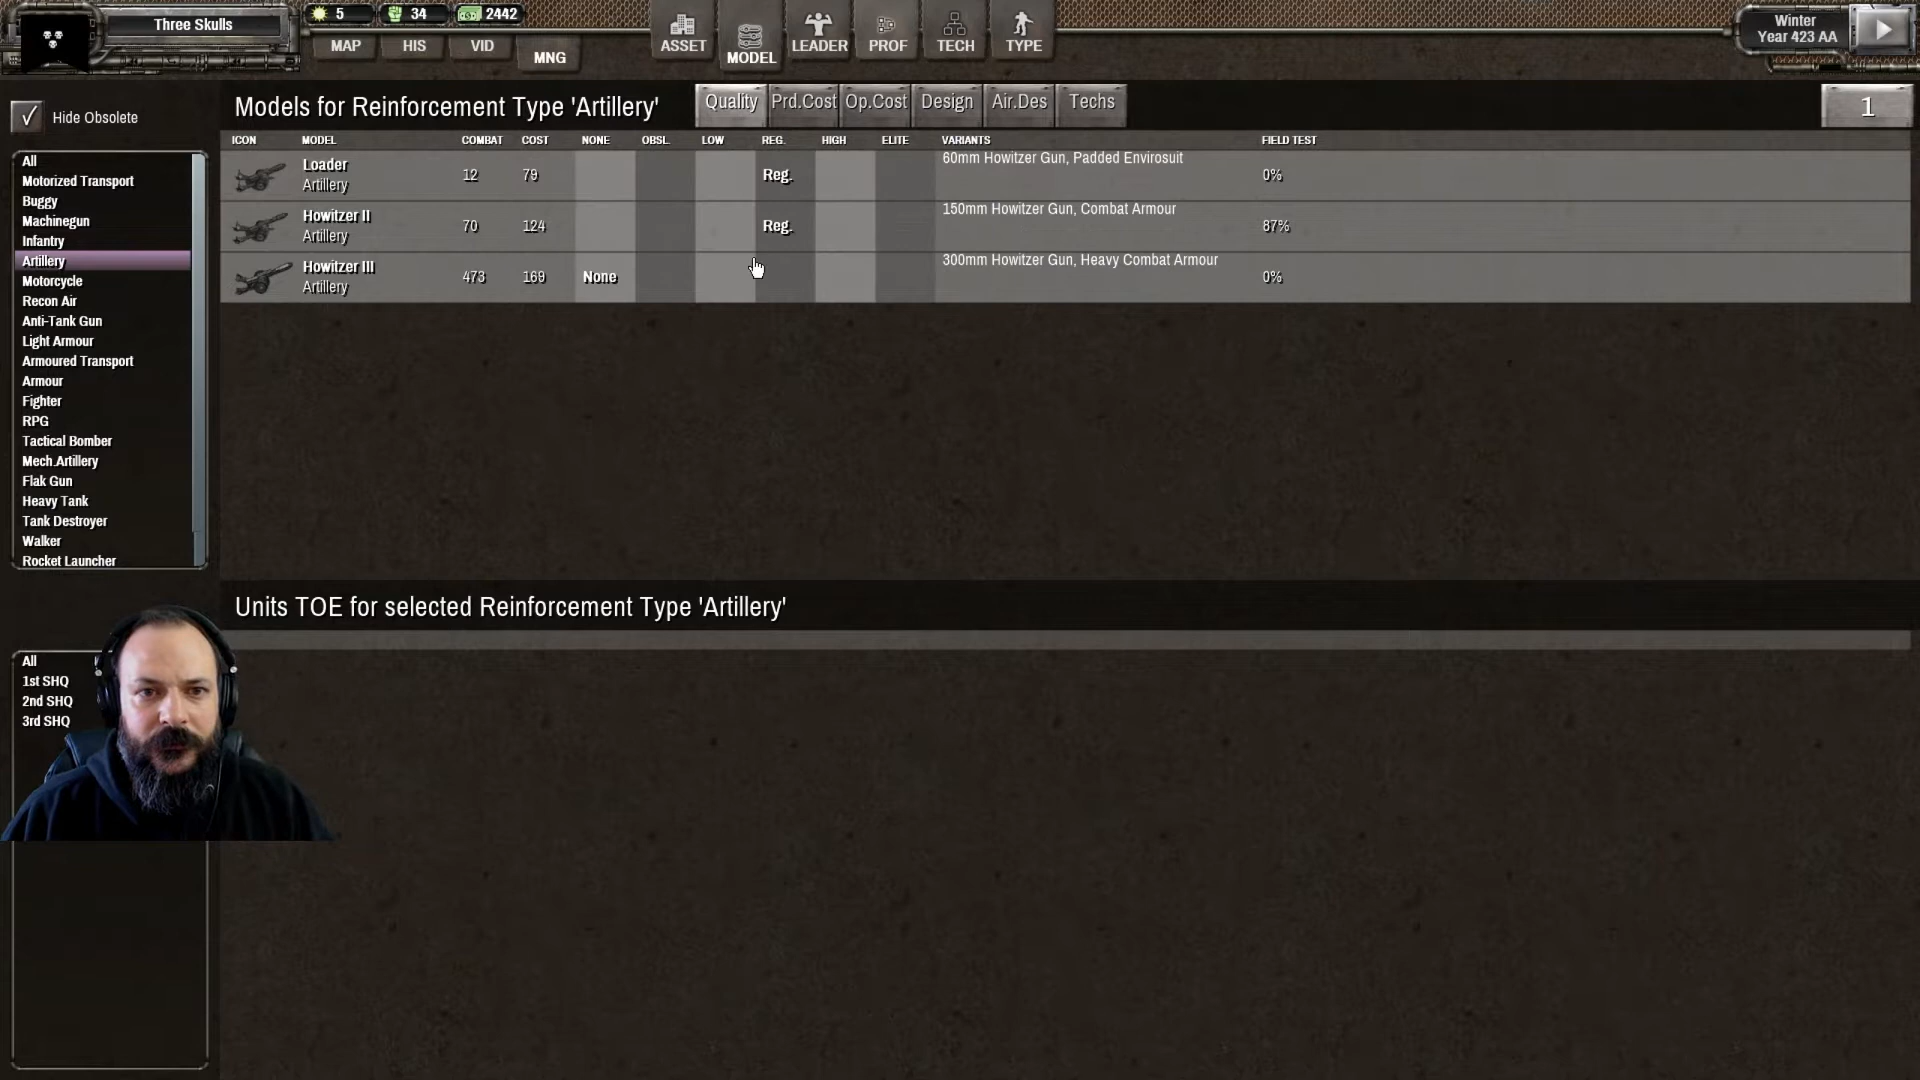 Three Skulls
5
34
2442
MAP
HIS
VID
MNG
ASSET
MODEL
LEADER
PROF
TECH
TYPE
Winter
Year 423 AA
Hide Obsolete
Models for Reinforcement Type 'Artillery'
Quality
Prd.Cost
Op.Cost
Design
Air.Des
Techs
1
ICON MODEL COMBAT COST NONE OBSL. LOW REG. HIGH ELITE VARIANTS FIELD TEST
Loader
Artillery
12 79 Reg. 60mm Howitzer Gun, Padded Envirosuit 0%
Howitzer II
Artillery
70 124 Reg. 150mm Howitzer Gun, Combat Armour 87%
Howitzer III
Artillery
473 169 None 300mm Howitzer Gun, Heavy Combat Armour 0%
All
Motorized Transport
Buggy
Machinegun
Infantry
Artillery
Motorcycle
Recon Air
Anti-Tank Gun
Light Armour
Armoured Transport
Armour
Fighter
RPG
Tactical Bomber
Mech.Artillery
Flak Gun
Heavy Tank
Tank Destroyer
Walker
Rocket Launcher
Units TOE for selected Reinforcement Type 'Artillery'
All
1st SHQ
2nd SHQ
3rd SHQ